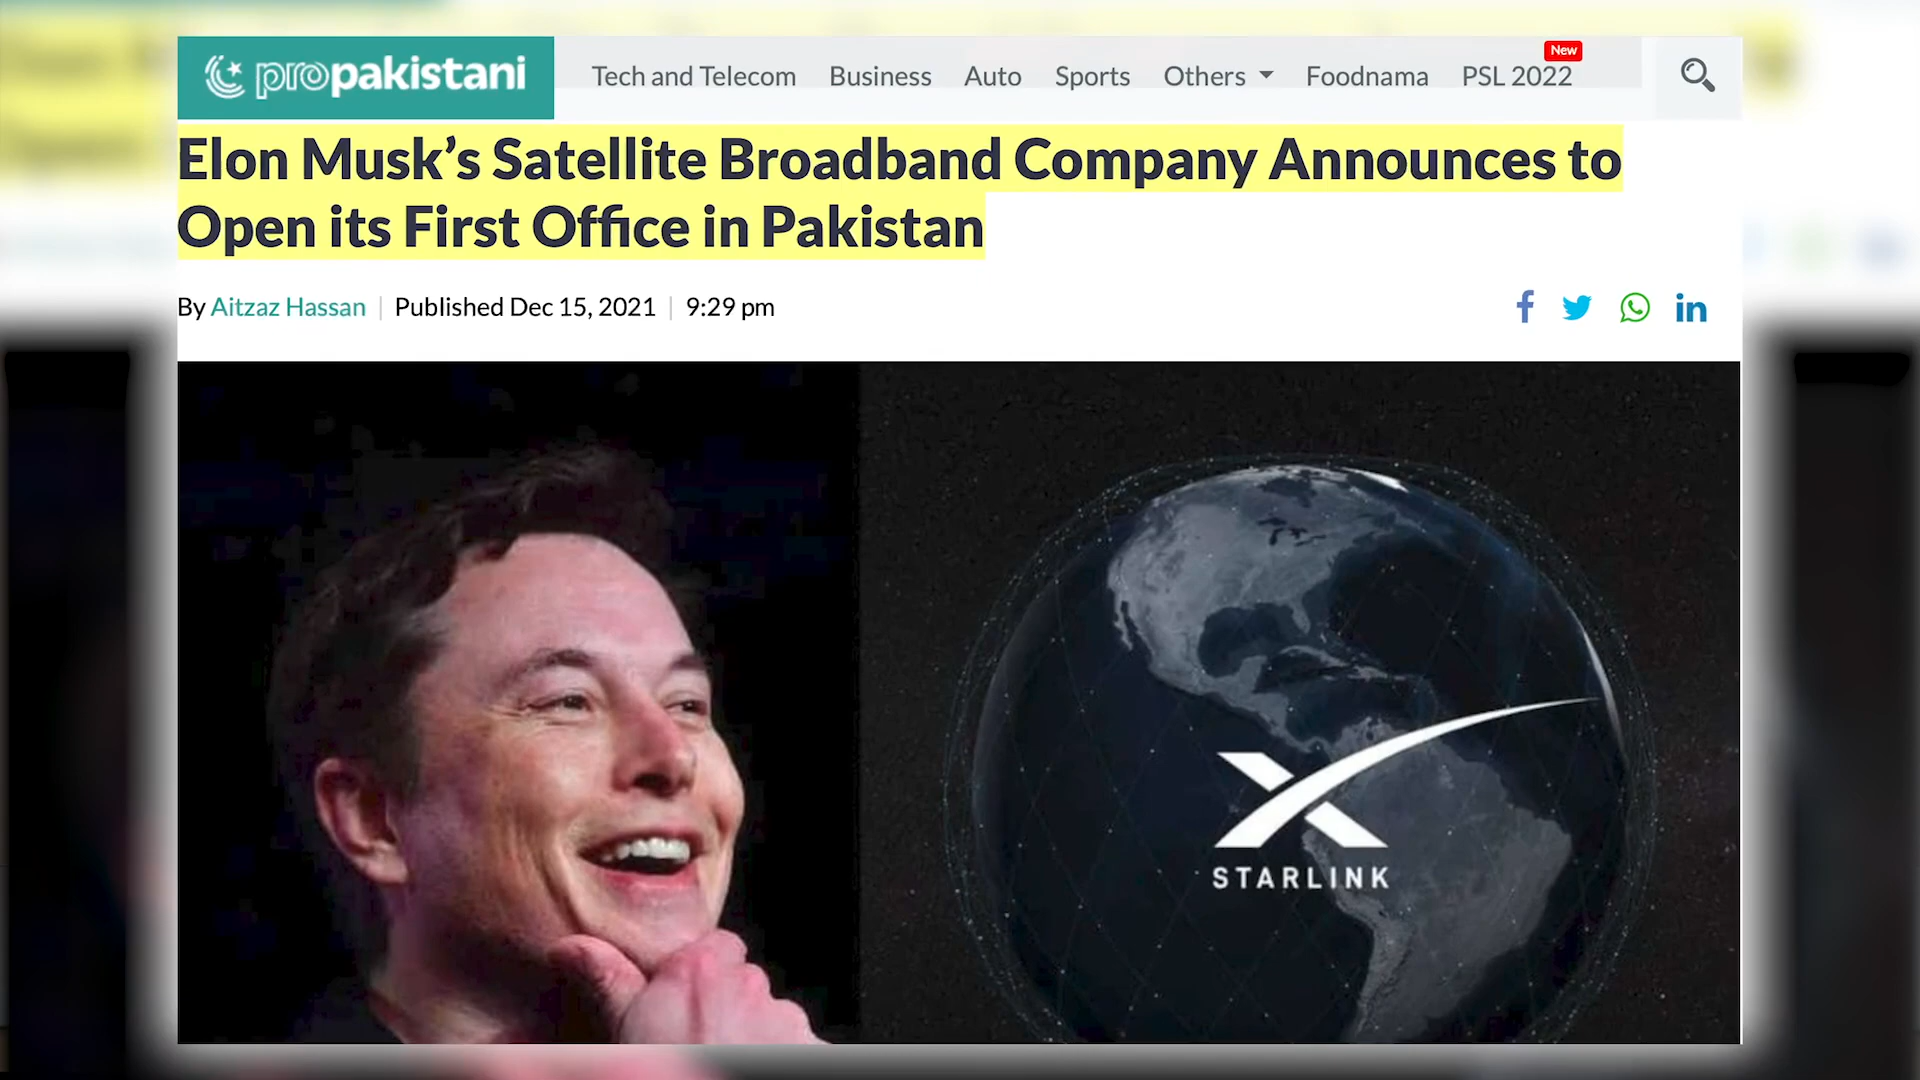 propakistani
Tech and Telecom Business Auto Sports Others Foodnama PSL 2022 New
Elon Musk’s Satellite Broadband Company Announces to
Open its First Office in Pakistan
By Aitzaz Hassan | Published Dec 15, 2021 | 9:29 pm
STARLINK